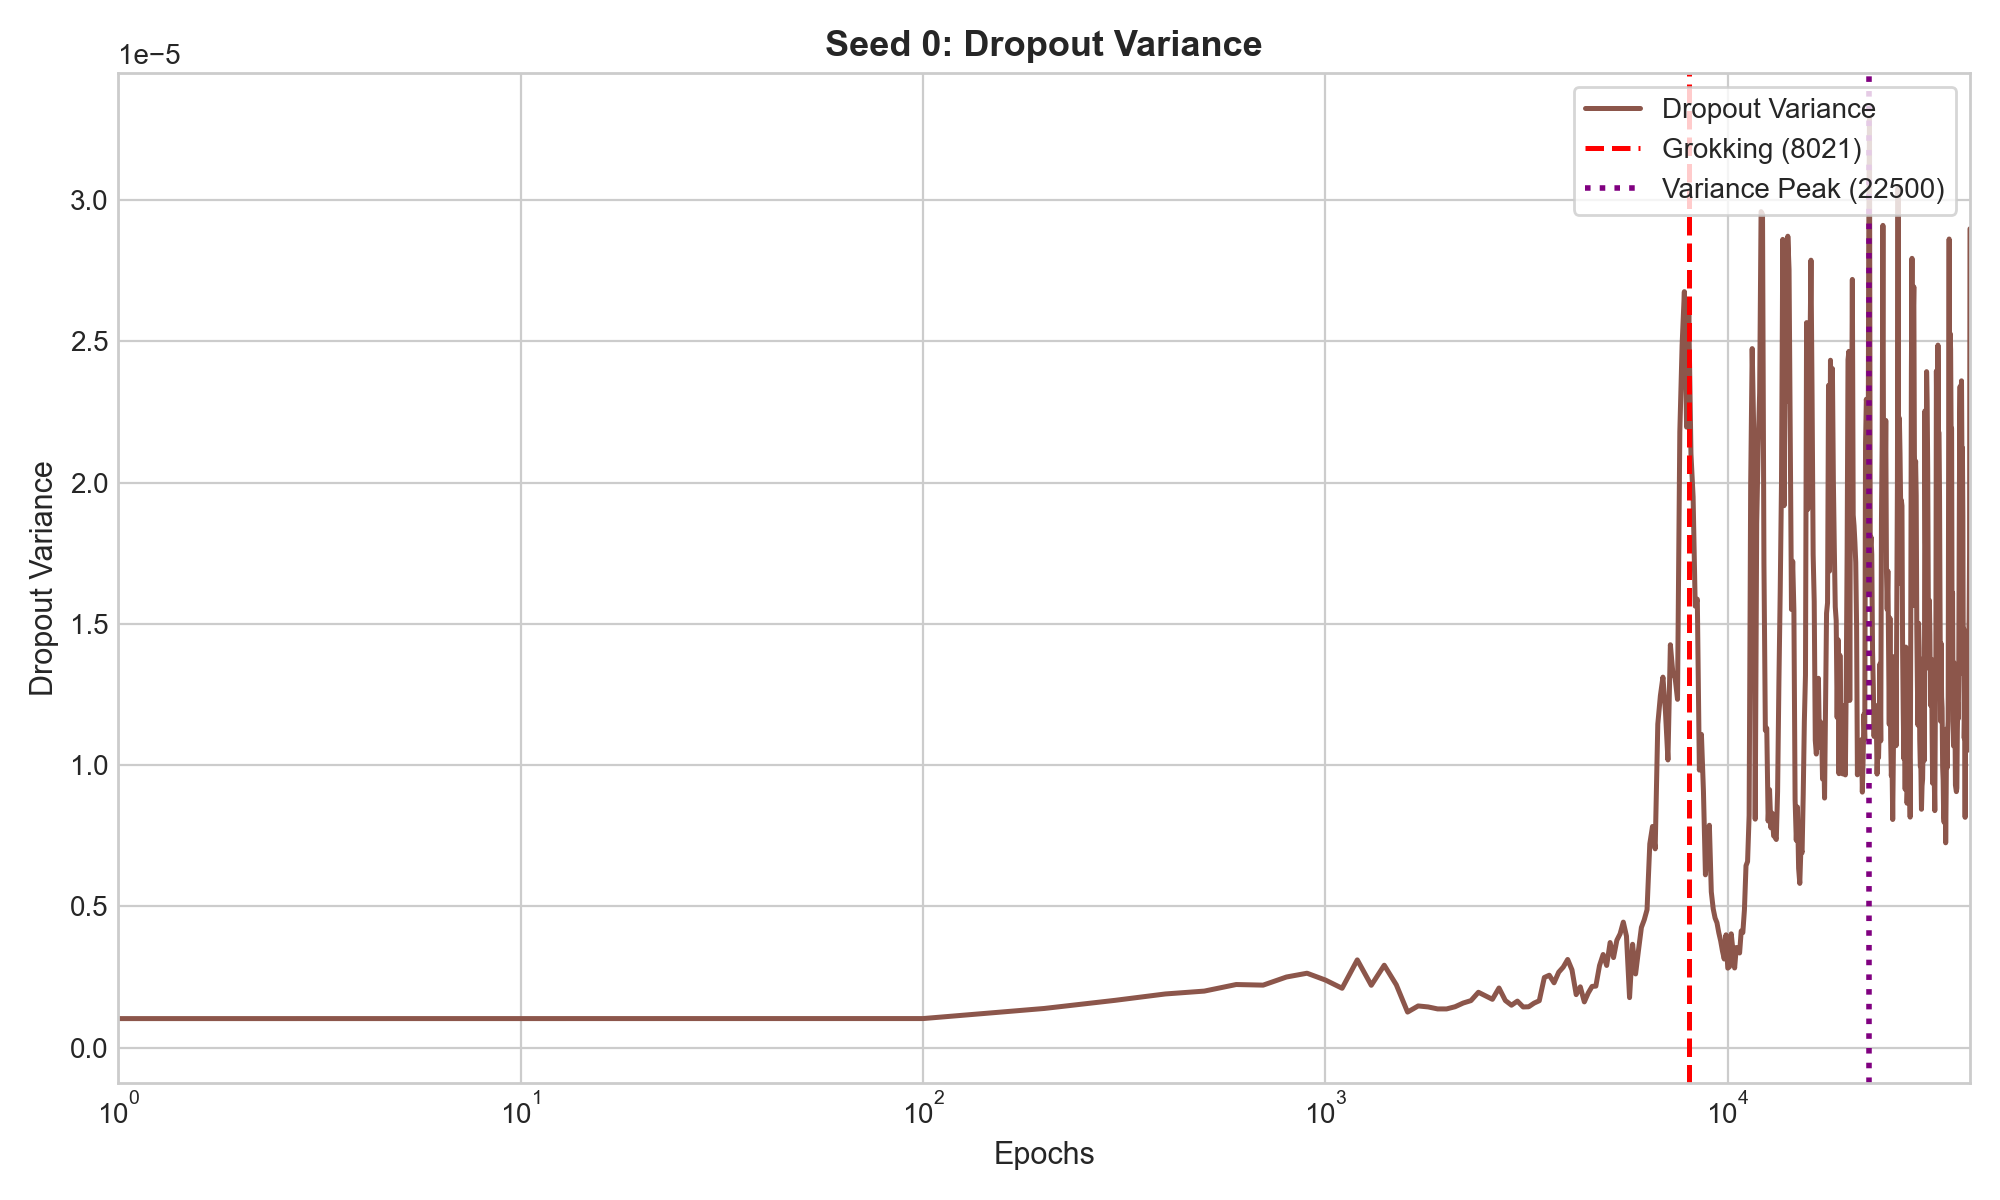 Seed 0: Dropout Variance
1e−5
Dropout Variance
Grokking (8021)
Variance Peak (22500)
3.0
2.5
2.0
1.5
1.0
0.5
0.0
Dropout Variance
10⁰ 10¹ 10² 10³ 10⁴
Epochs